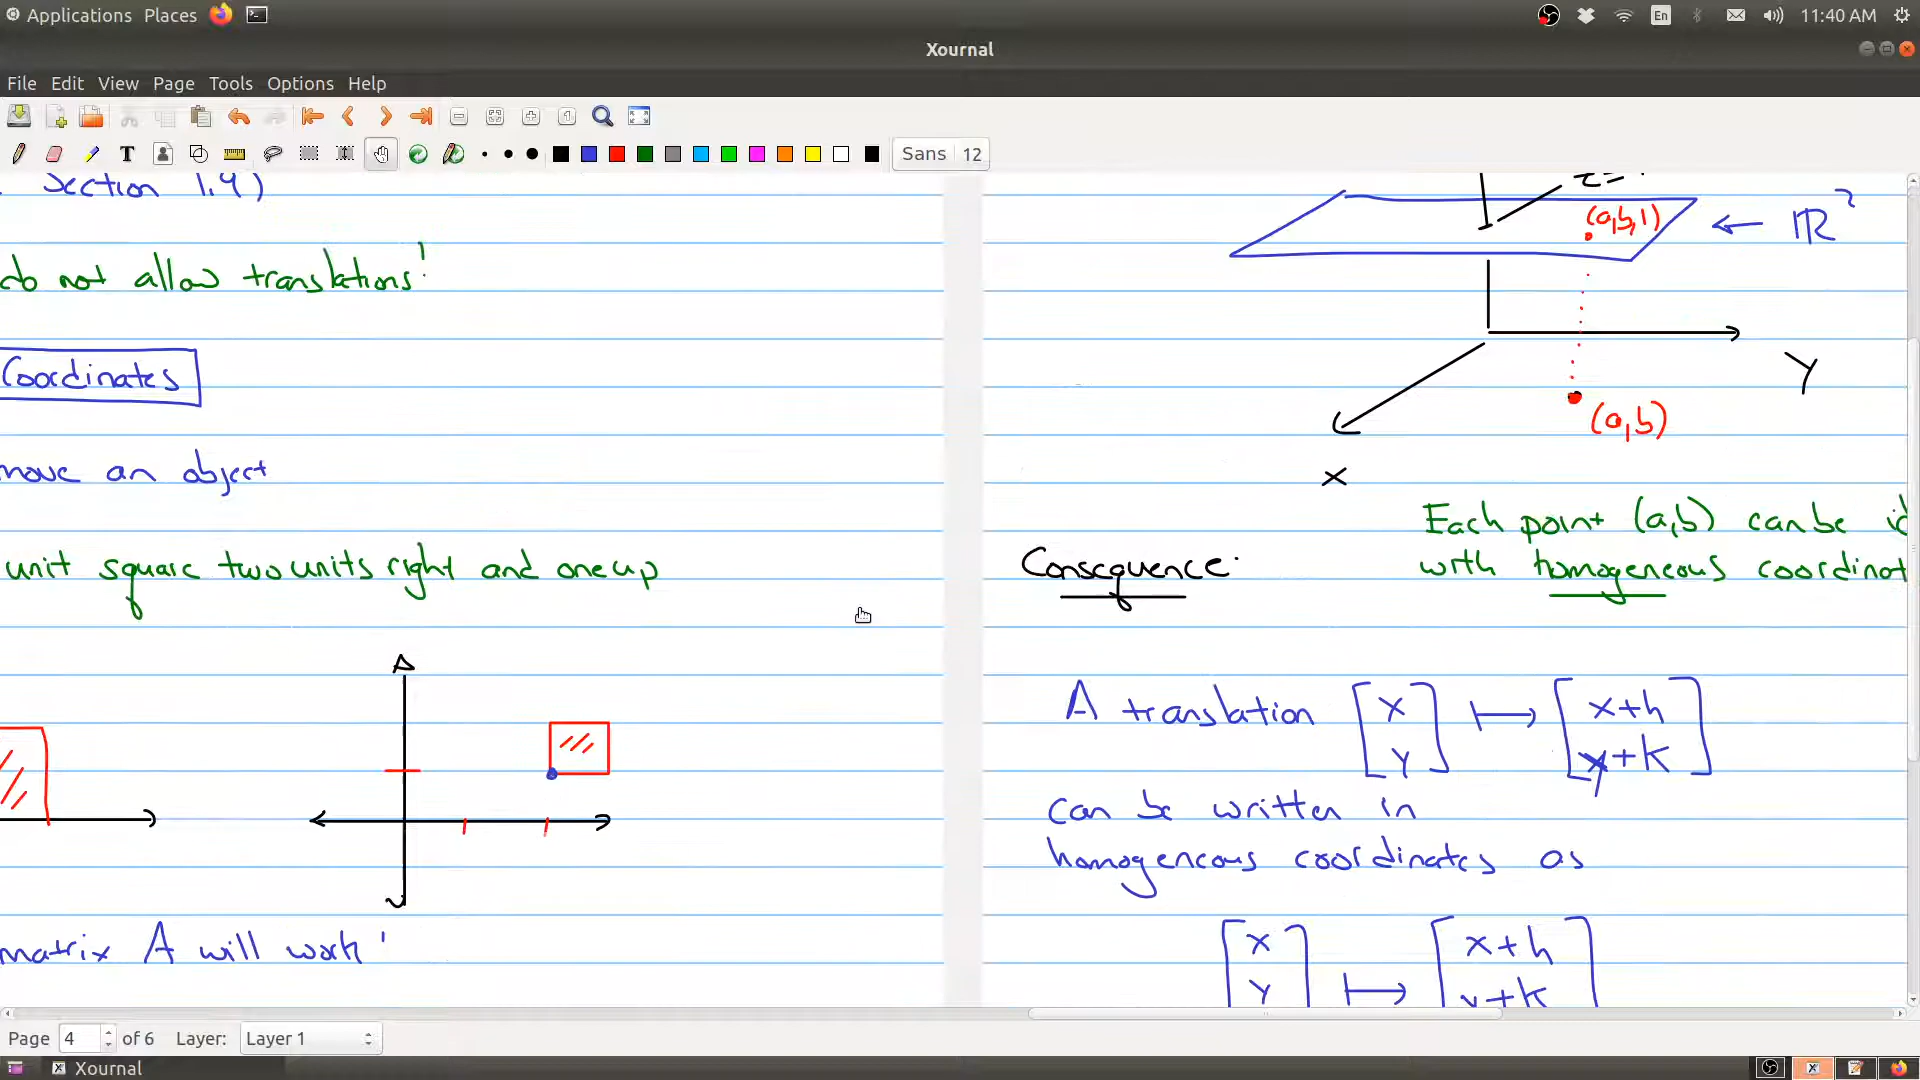 Applications Places En 11:40 AM
Xournal
File Edit View Page Tools Options Help
Sans 12
Section 1.4)
do not allow translations!
Coordinates
move an object
unit square two units right and one up
matrix A will work!
(a,b,1)
← ℝ²
Y
(a,b)
X
Each point (a,b) can be
Consequence:
with homogeneous coordinat
A translation [x y] ↦ [x+h y+k]
can be written in
homogeneous coordinates as
[x y ↦ [x+h y+k
Page 4 of 6 Layer: Layer 1
Xournal